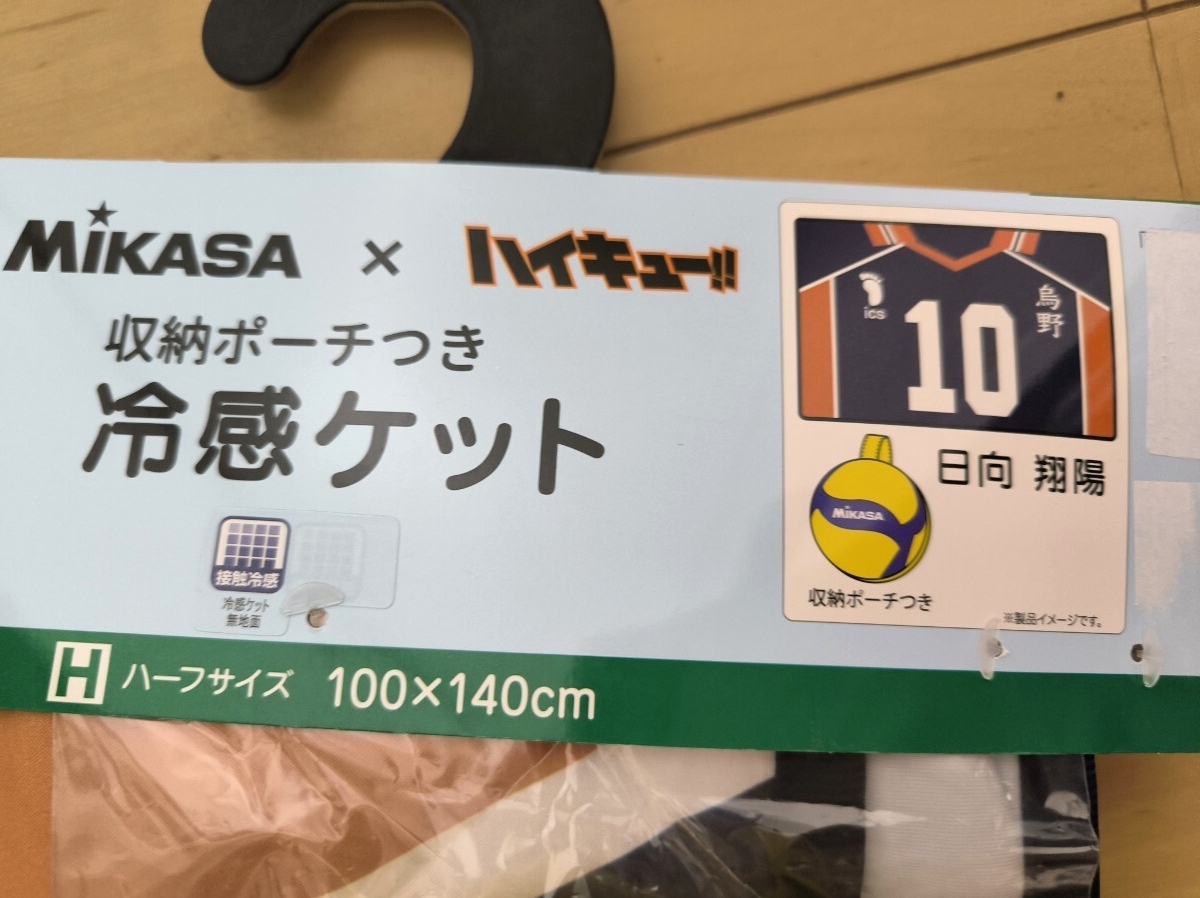 MiKASA × ハイキュー!!
収納ポーチつき
冷感ケット
接触冷感
冷感ケット
無地面
H ハーフサイズ 100×140cm
ics
烏野
10
日向 翔陽
MiKASA
収納ポーチつき
※製品イメージです。